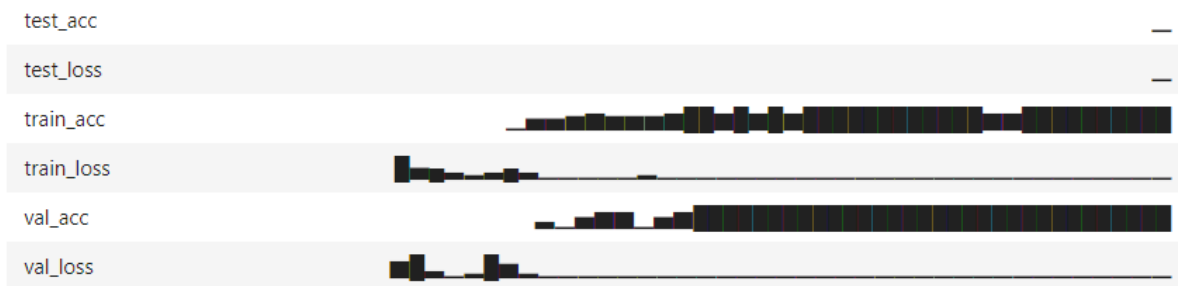 test_acc
test_loss
train_acc
train_loss
val_acc
val_loss